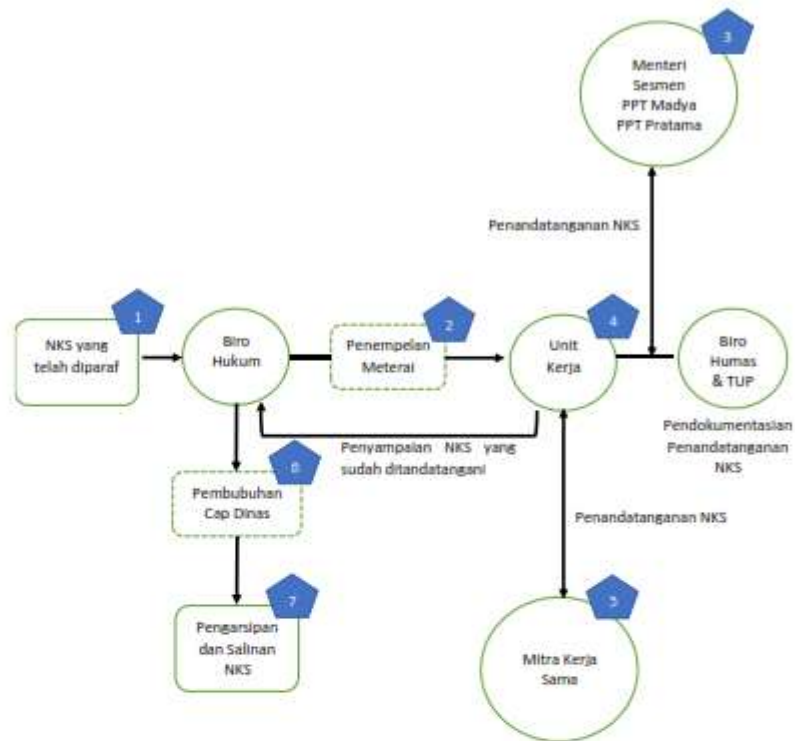 3
Menteri
Sesmen
PPT Madya
PPT Pratama
Penandatanganan NKS
1
NKS yang
telah diparaf
Biro
Hukum
2
Penempelan
Meterai
4
Unit
Kerja
Biro
Humas
& TUP
Pendokumentasian
Penandatanganan
NKS
Penyampaian NKS yang
sudah ditandatangani
6
Pembubuhan
Cap Dinas
Penandatanganan NKS
7
Pengarsipan
dan Salinan
NKS
5
Mitra Kerja
Sama